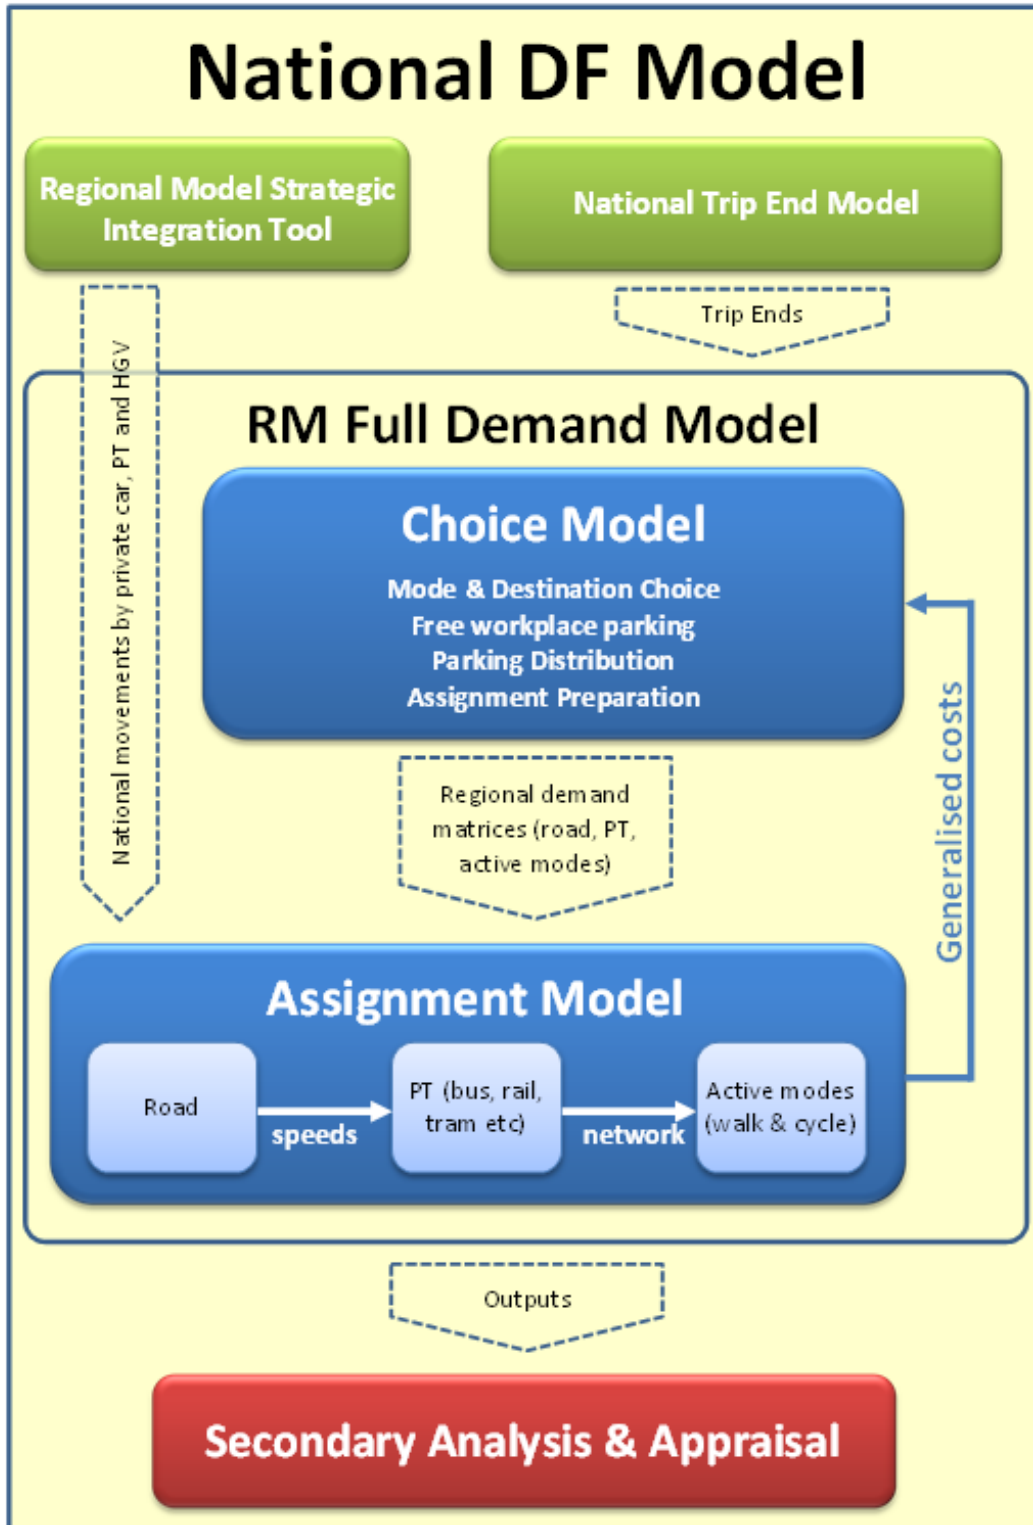 National DF Model
Regional Model Strategic
Integration Tool
National Trip End Model
National movements by private car, PT and HGV
Trip Ends
RM Full Demand Model
Choice Model
Mode & Destination Choice
Free workplace parking
Parking Distribution
Assignment Preparation
Regional demand
matrices (road, PT,
active modes)
Generalised costs
Assignment Model
Road
speeds
PT (bus, rail,
tram etc)
network
Active modes
(walk & cycle)
Outputs
Secondary Analysis & Appraisal